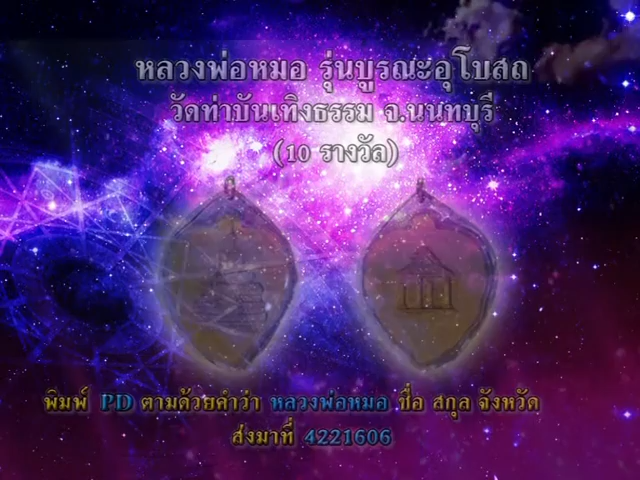 หลวงพ่อหมอ รุ่นบูรณะอุโบสถ
วัดท่าบันเทิงธรรม จ.นนทบุรี
(10 รางวัล)
พิมพ์ PD ตามด้วยคำว่า หลวงพ่อหมอ ชื่อ สกุล จังหวัด
ส่งมาที่ 4221606